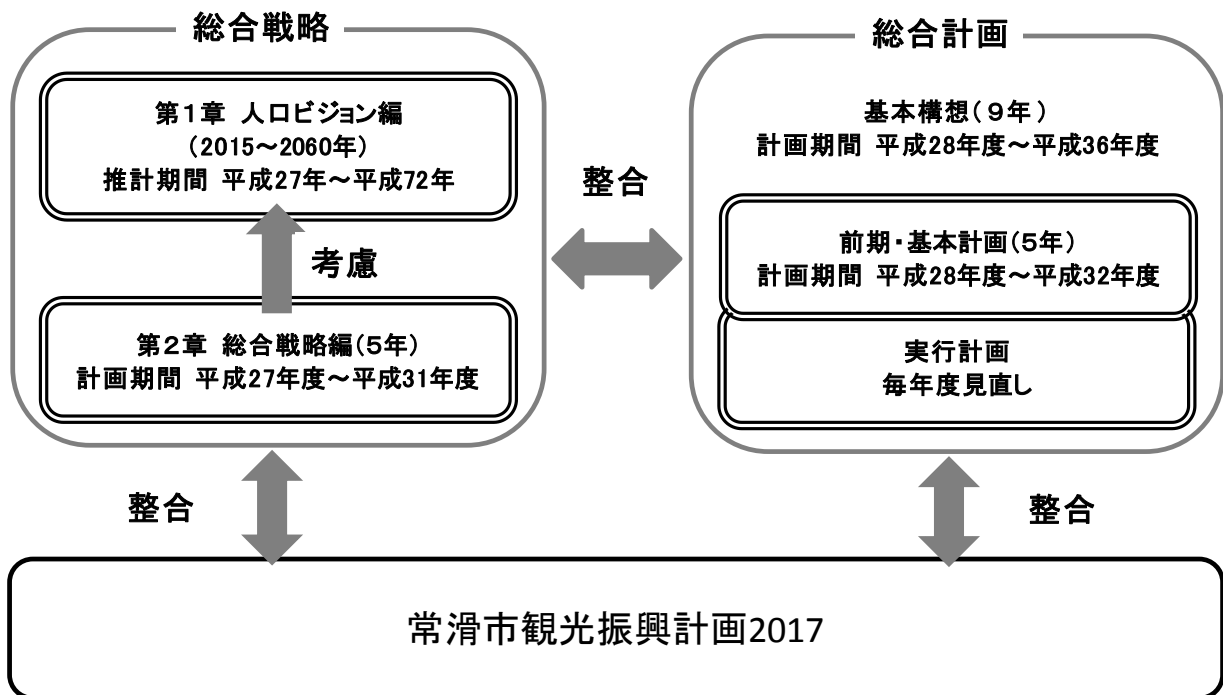 総合戦略
第1章 人口ビジョン編
(2015～2060年)
推計期間 平成27年～平成72年
考慮
第2章 総合戦略編(5年)
計画期間 平成27年度～平成31年度
整合
総合計画
基本構想(9年)
計画期間 平成28年度～平成36年度
前期・基本計画(5年)
計画期間 平成28年度～平成32年度
実行計画
毎年度見直し
整合
整合
常滑市観光振興計画2017